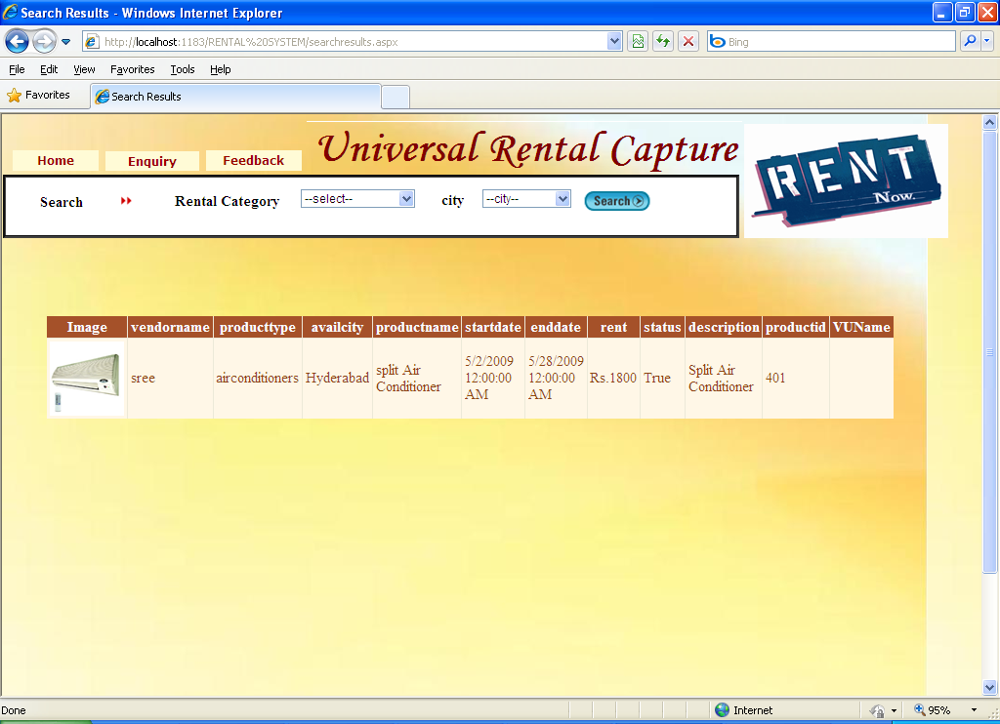 Search Results - Windows Internet Explorer
http://localhost:1183/RENTAL%20SYSTEM/searchresults.aspx
Bing
File Edit View Favorites Tools Help
Favorites
Search Results
Universal Rental Capture
Home Enquiry Feedback
RENT
Now.
Search Rental Category --select-- city --city-- Search
Image vendorname producttype availcity productname startdate enddate rent status description productid VUName
sree airconditioners Hyderabad split Air Conditioner 5/2/2009 12:00:00 AM 5/28/2009 12:00:00 AM Rs.1800 True Split Air Conditioner 401
Done Internet 95%